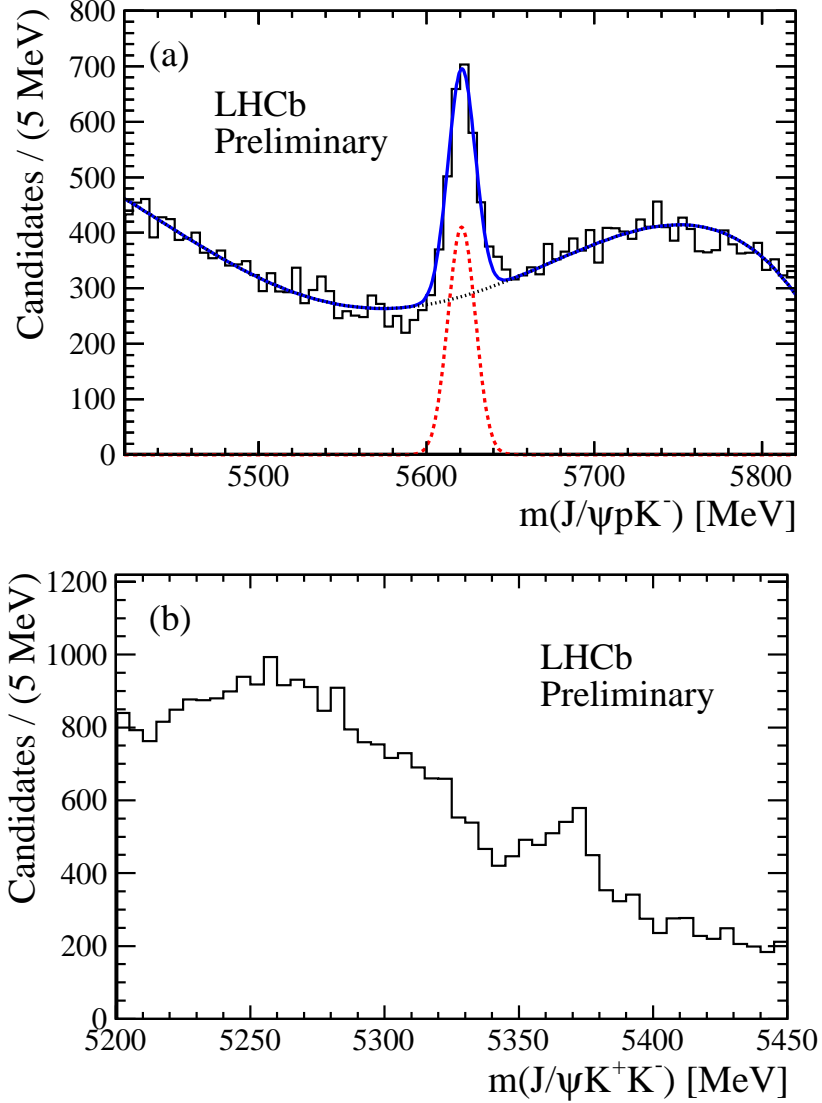 Candidates / (5 MeV)
800
700
600
500
400
300
200
100
0
(a)
LHCb
Preliminary
5500
5600
5700
5800
m(J/ψpK⁻) [MeV]
Candidates / (5 MeV)
1200
1000
800
600
400
200
0
(b)
LHCb
Preliminary
5200
5250
5300
5350
5400
5450
m(J/ψK⁺K⁻) [MeV]